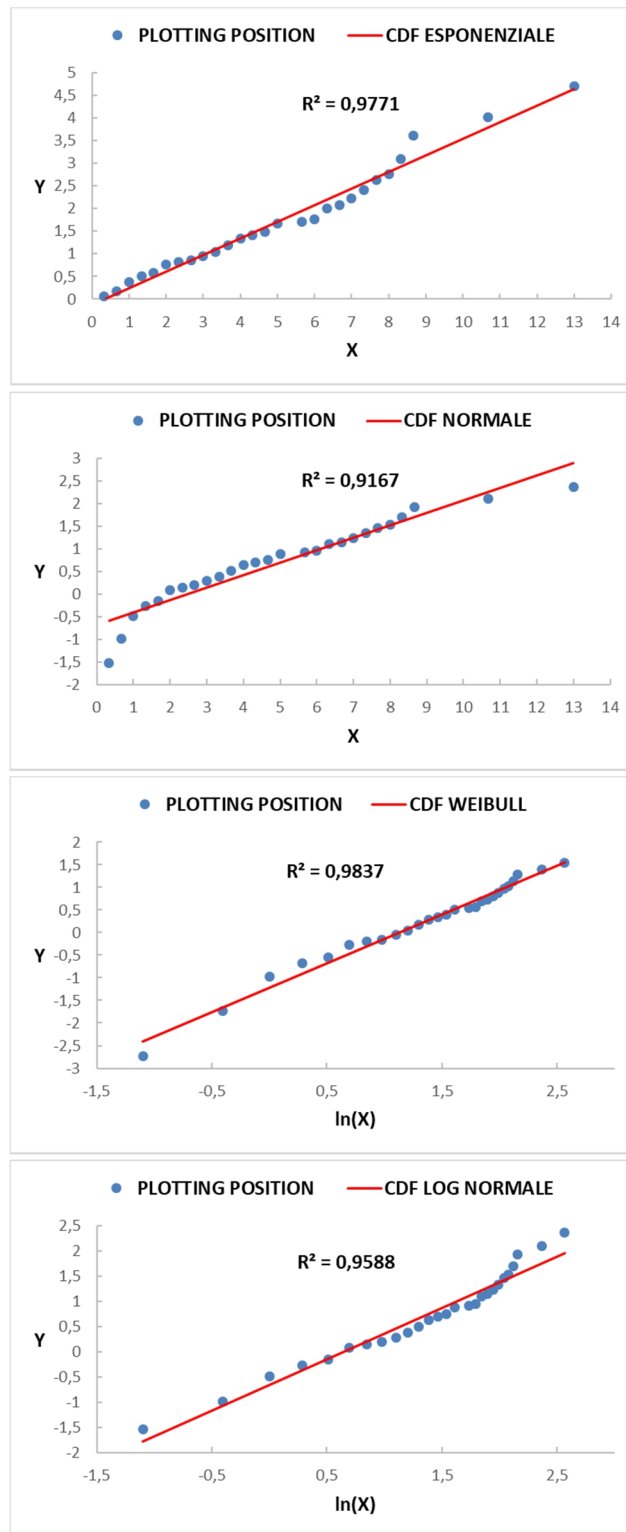 PLOTTING POSITION CDF ESPONENZIALE
R² = 0,9771
5
4,5
4
3,5
3
2,5
2
1,5
1
0,5
0
Y
0 1 2 3 4 5 6 7 8 9 10 11 12 13 14
X
PLOTTING POSITION CDF NORMALE
R² = 0,9167
3
2,5
2
1,5
1
0,5
0
-0,5
-1
-1,5
-2
Y
0 1 2 3 4 5 6 7 8 9 10 11 12 13 14
X
PLOTTING POSITION CDF WEIBULL
R² = 0,9837
2
1,5
1
0,5
0
-0,5
-1
-1,5
-2
-2,5
-3
Y
-1,5 -0,5 0,5 1,5 2,5
ln(X)
PLOTTING POSITION CDF LOG NORMALE
R² = 0,9588
2,5
2
1,5
1
0,5
0
-0,5
-1
-1,5
-2
Y
-1,5 -0,5 0,5 1,5 2,5
ln(X)